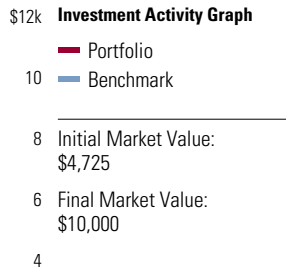 $12k Investment Activity Graph
Portfolio
10 Benchmark
8 Initial Market Value:
$4,725
6 Final Market Value:
$10,000
4